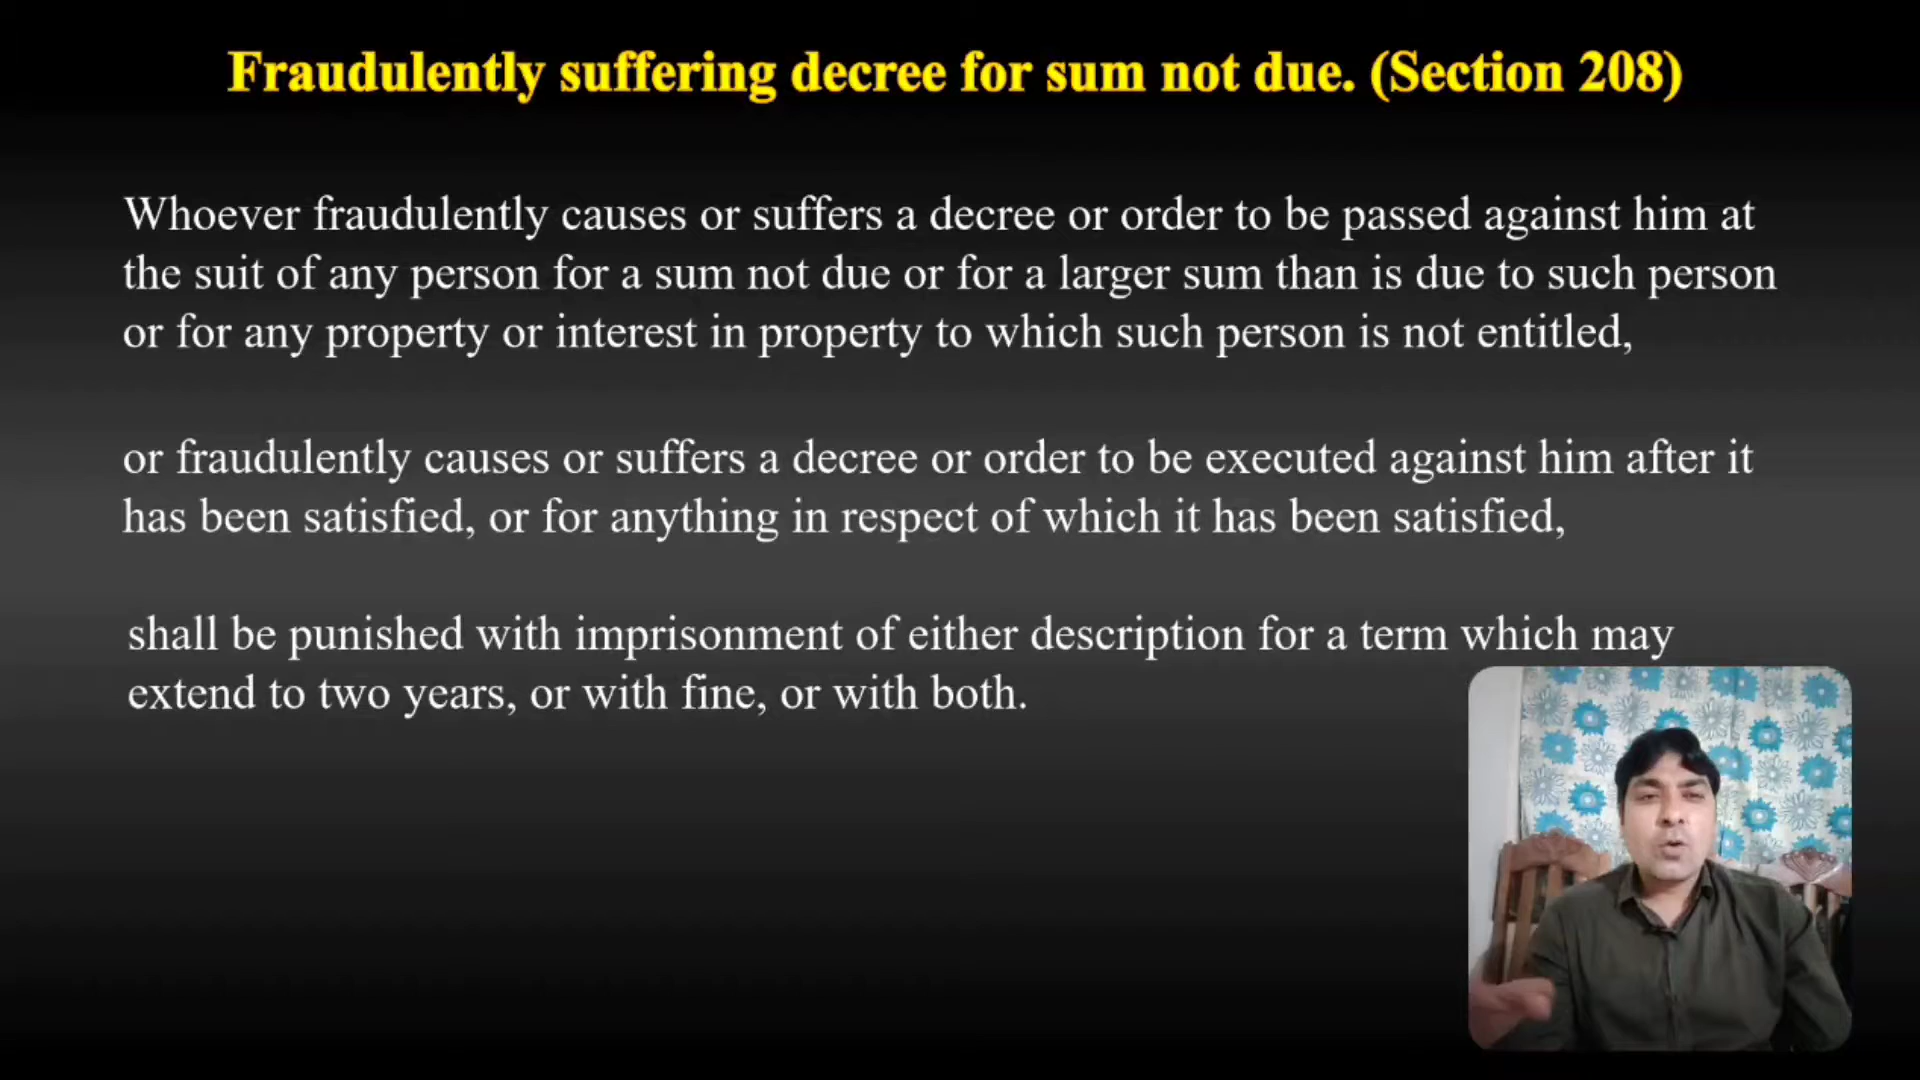 Fraudulently suffering decree for sum not due. (Section 208)
Whoever fraudulently causes or suffers a decree or order to be passed against him at
the suit of any person for a sum not due or for a larger sum than is due to such person
or for any property or interest in property to which such person is not entitled,
or fraudulently causes or suffers a decree or order to be executed against him after it
has been satisfied, or for anything in respect of which it has been satisfied,
shall be punished with imprisonment of either description for a term which may
extend to two years, or with fine, or with both.